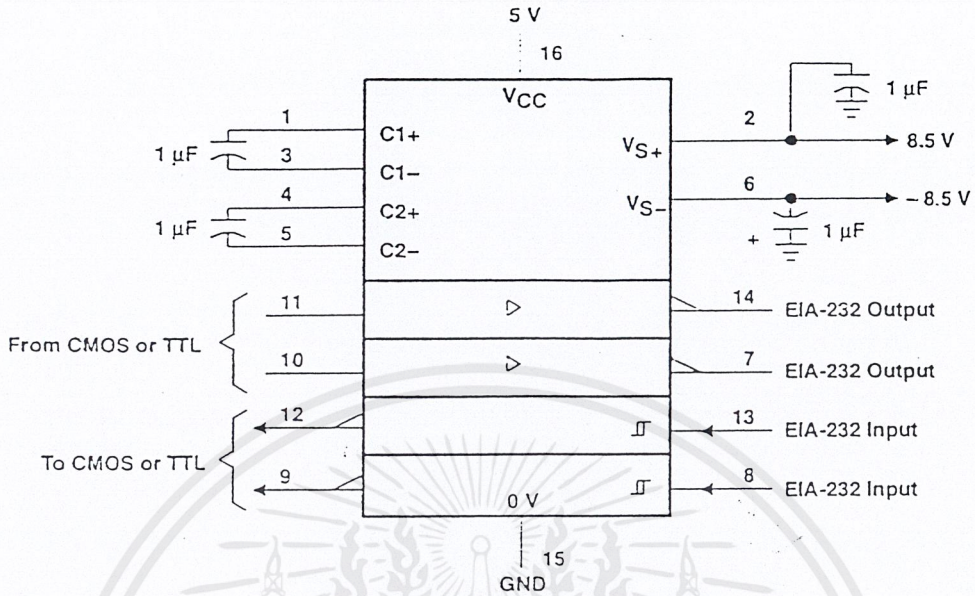 5 V
16
VCC
1
C1+
1 µF
3
C1–
4
C2+
1 µF
5
C2–
2
VS+
1 µF
8.5 V
6
VS–
– 8.5 V
+
1 µF
11
14
EIA-232 Output
From CMOS or TTL
10
7
EIA-232 Output
12
13
EIA-232 Input
To CMOS or TTL
9
8
EIA-232 Input
0 V
15
GND